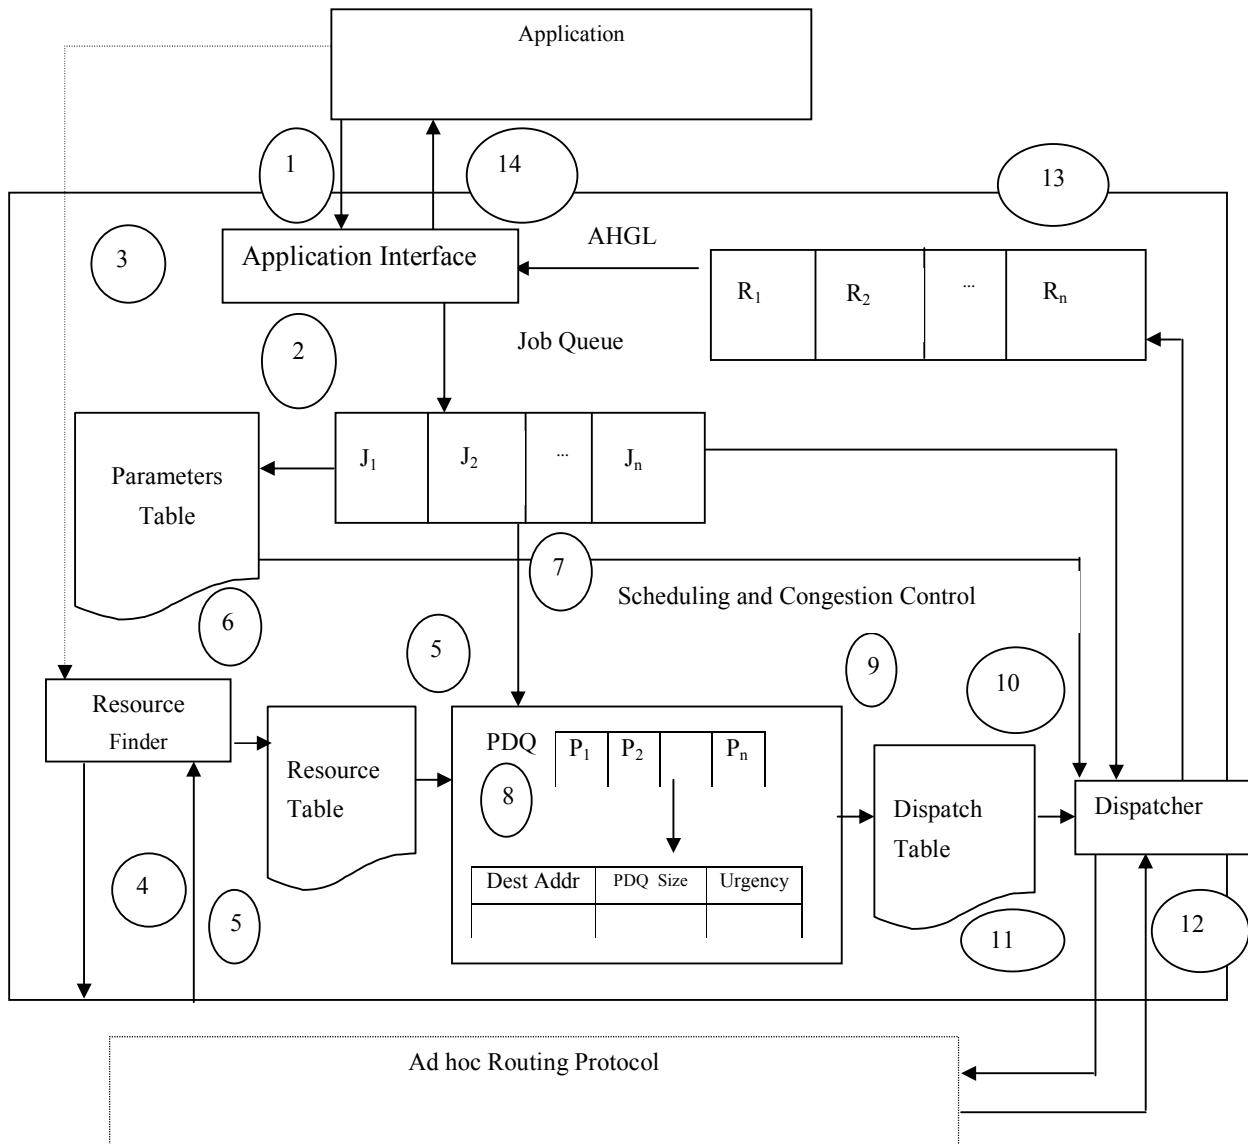 Application
1
14
13
3
AHGL
Application Interface
R1
R2
...
Rn
2
Job Queue
J1
J2
...
Jn
Parameters
Table
7
Scheduling and Congestion Control
6
5
9
10
Resource
Finder
Resource
Table
PDQ
P1
P2
Pn
8
Dest Addr
PDQ Size
Urgency
Dispatch
Table
Dispatcher
4
5
11
12
Ad hoc Routing Protocol